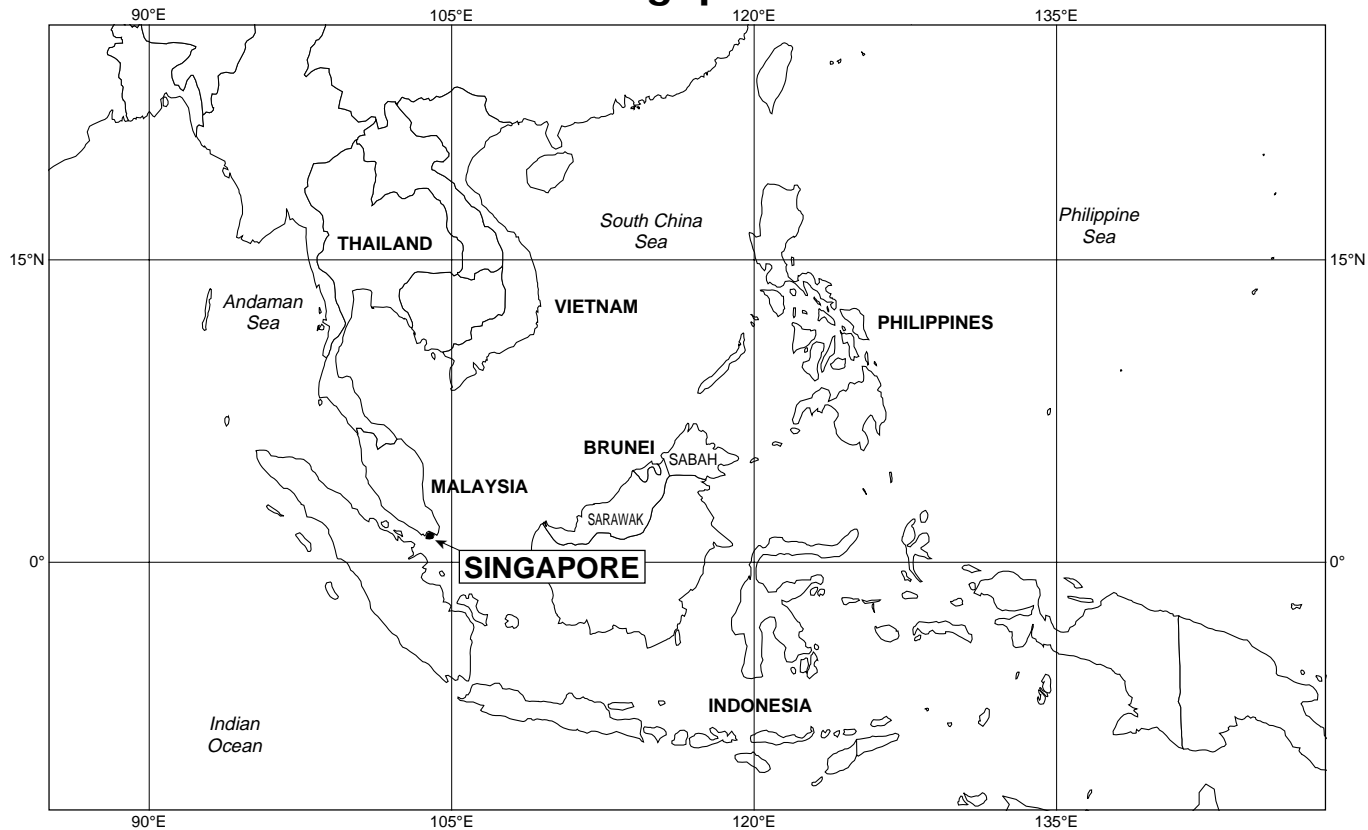 90°E 105°E 120°E 135°E
South China
Sea
Philippine
Sea
THAILAND
15°N 15°N
Andaman
Sea
VIETNAM
PHILIPPINES
BRUNEI
SABAH
MALAYSIA
SARAWAK
0° 0°
SINGAPORE
INDONESIA
Indian
Ocean
90°E 105°E 120°E 135°E